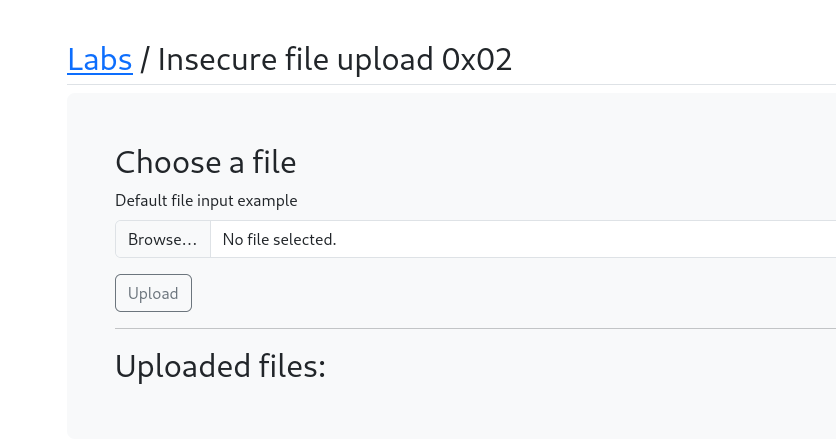 Labs / Insecure file upload 0x02
Choose a file
Default file input example
Browse... No file selected.
Upload
Uploaded files: